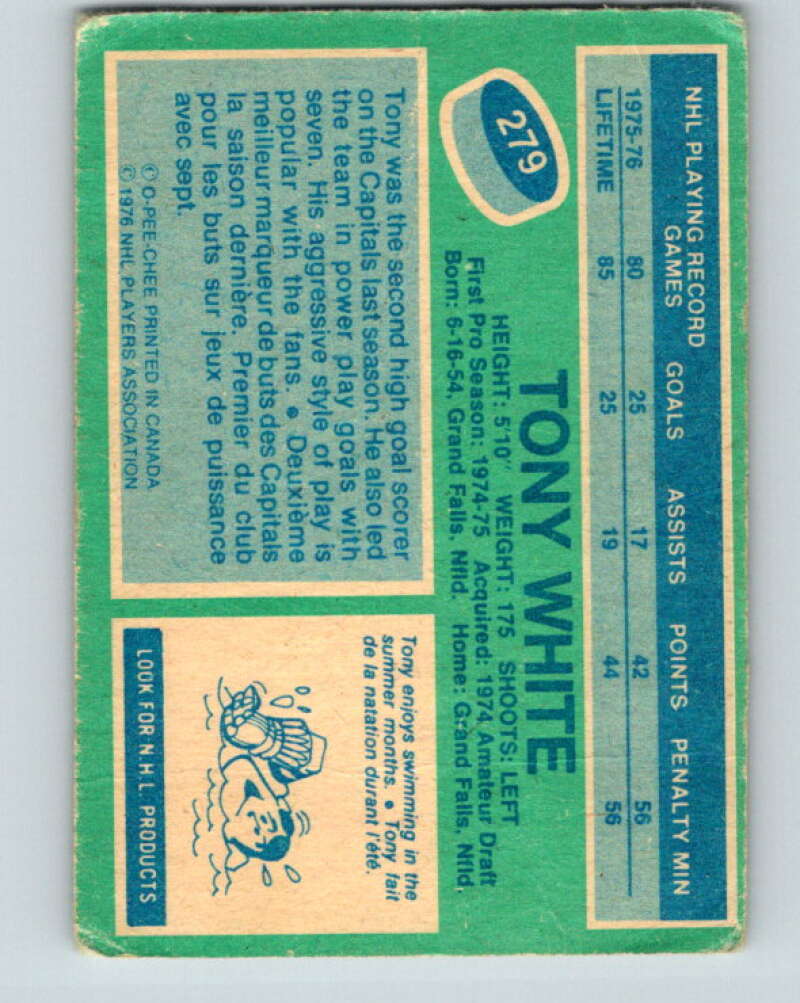 NHL PLAYING RECORD
GAMES GOALS ASSISTS POINTS PENALTY MIN
1975-76 80 25 17 42 56
LIFETIME 85 25 19 44 56
279
TONY WHITE
HEIGHT: 5'10" WEIGHT: 175 SHOOTS: LEFT
First Pro Season: 1974-75 Acquired: 1974 Amateur Draft
Born: 6-16-54, Grand Falls, Nfld. Home: Grand Falls, Nfld.
Tony was the second high goal scorer
on the Capitals last season. He also led
the team in power play goals with
seven. His aggressive style of play is
popular with the fans. • Deuxième
meilleur marqueur de buts des Capitals
la saison dernière. Premier du club
pour les buts sur jeux de puissance
avec sept.
© O-PEE-CHEE PRINTED IN CANADA
© 1976 NHL PLAYERS ASSOCIATION
Tony enjoys swimming in the
summer months. • Tony fait
de la natation durant l'été.
LOOK FOR N.H.L PRODUCTS